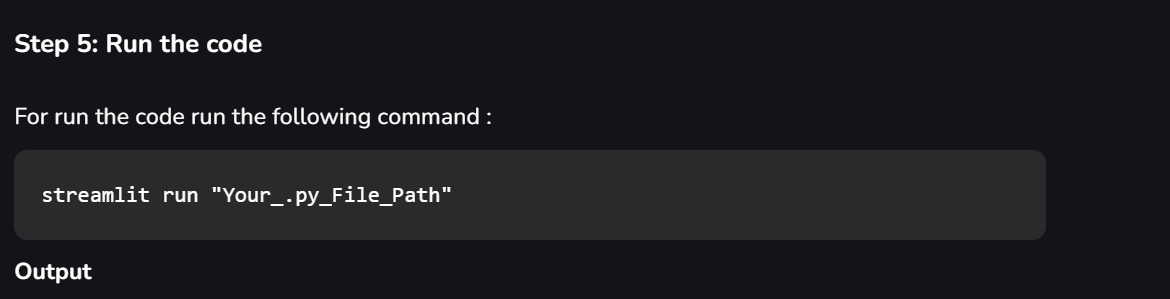 Step 5: Run the code
For run the code run the following command :
streamlit run "Your_.py_File_Path"
Output